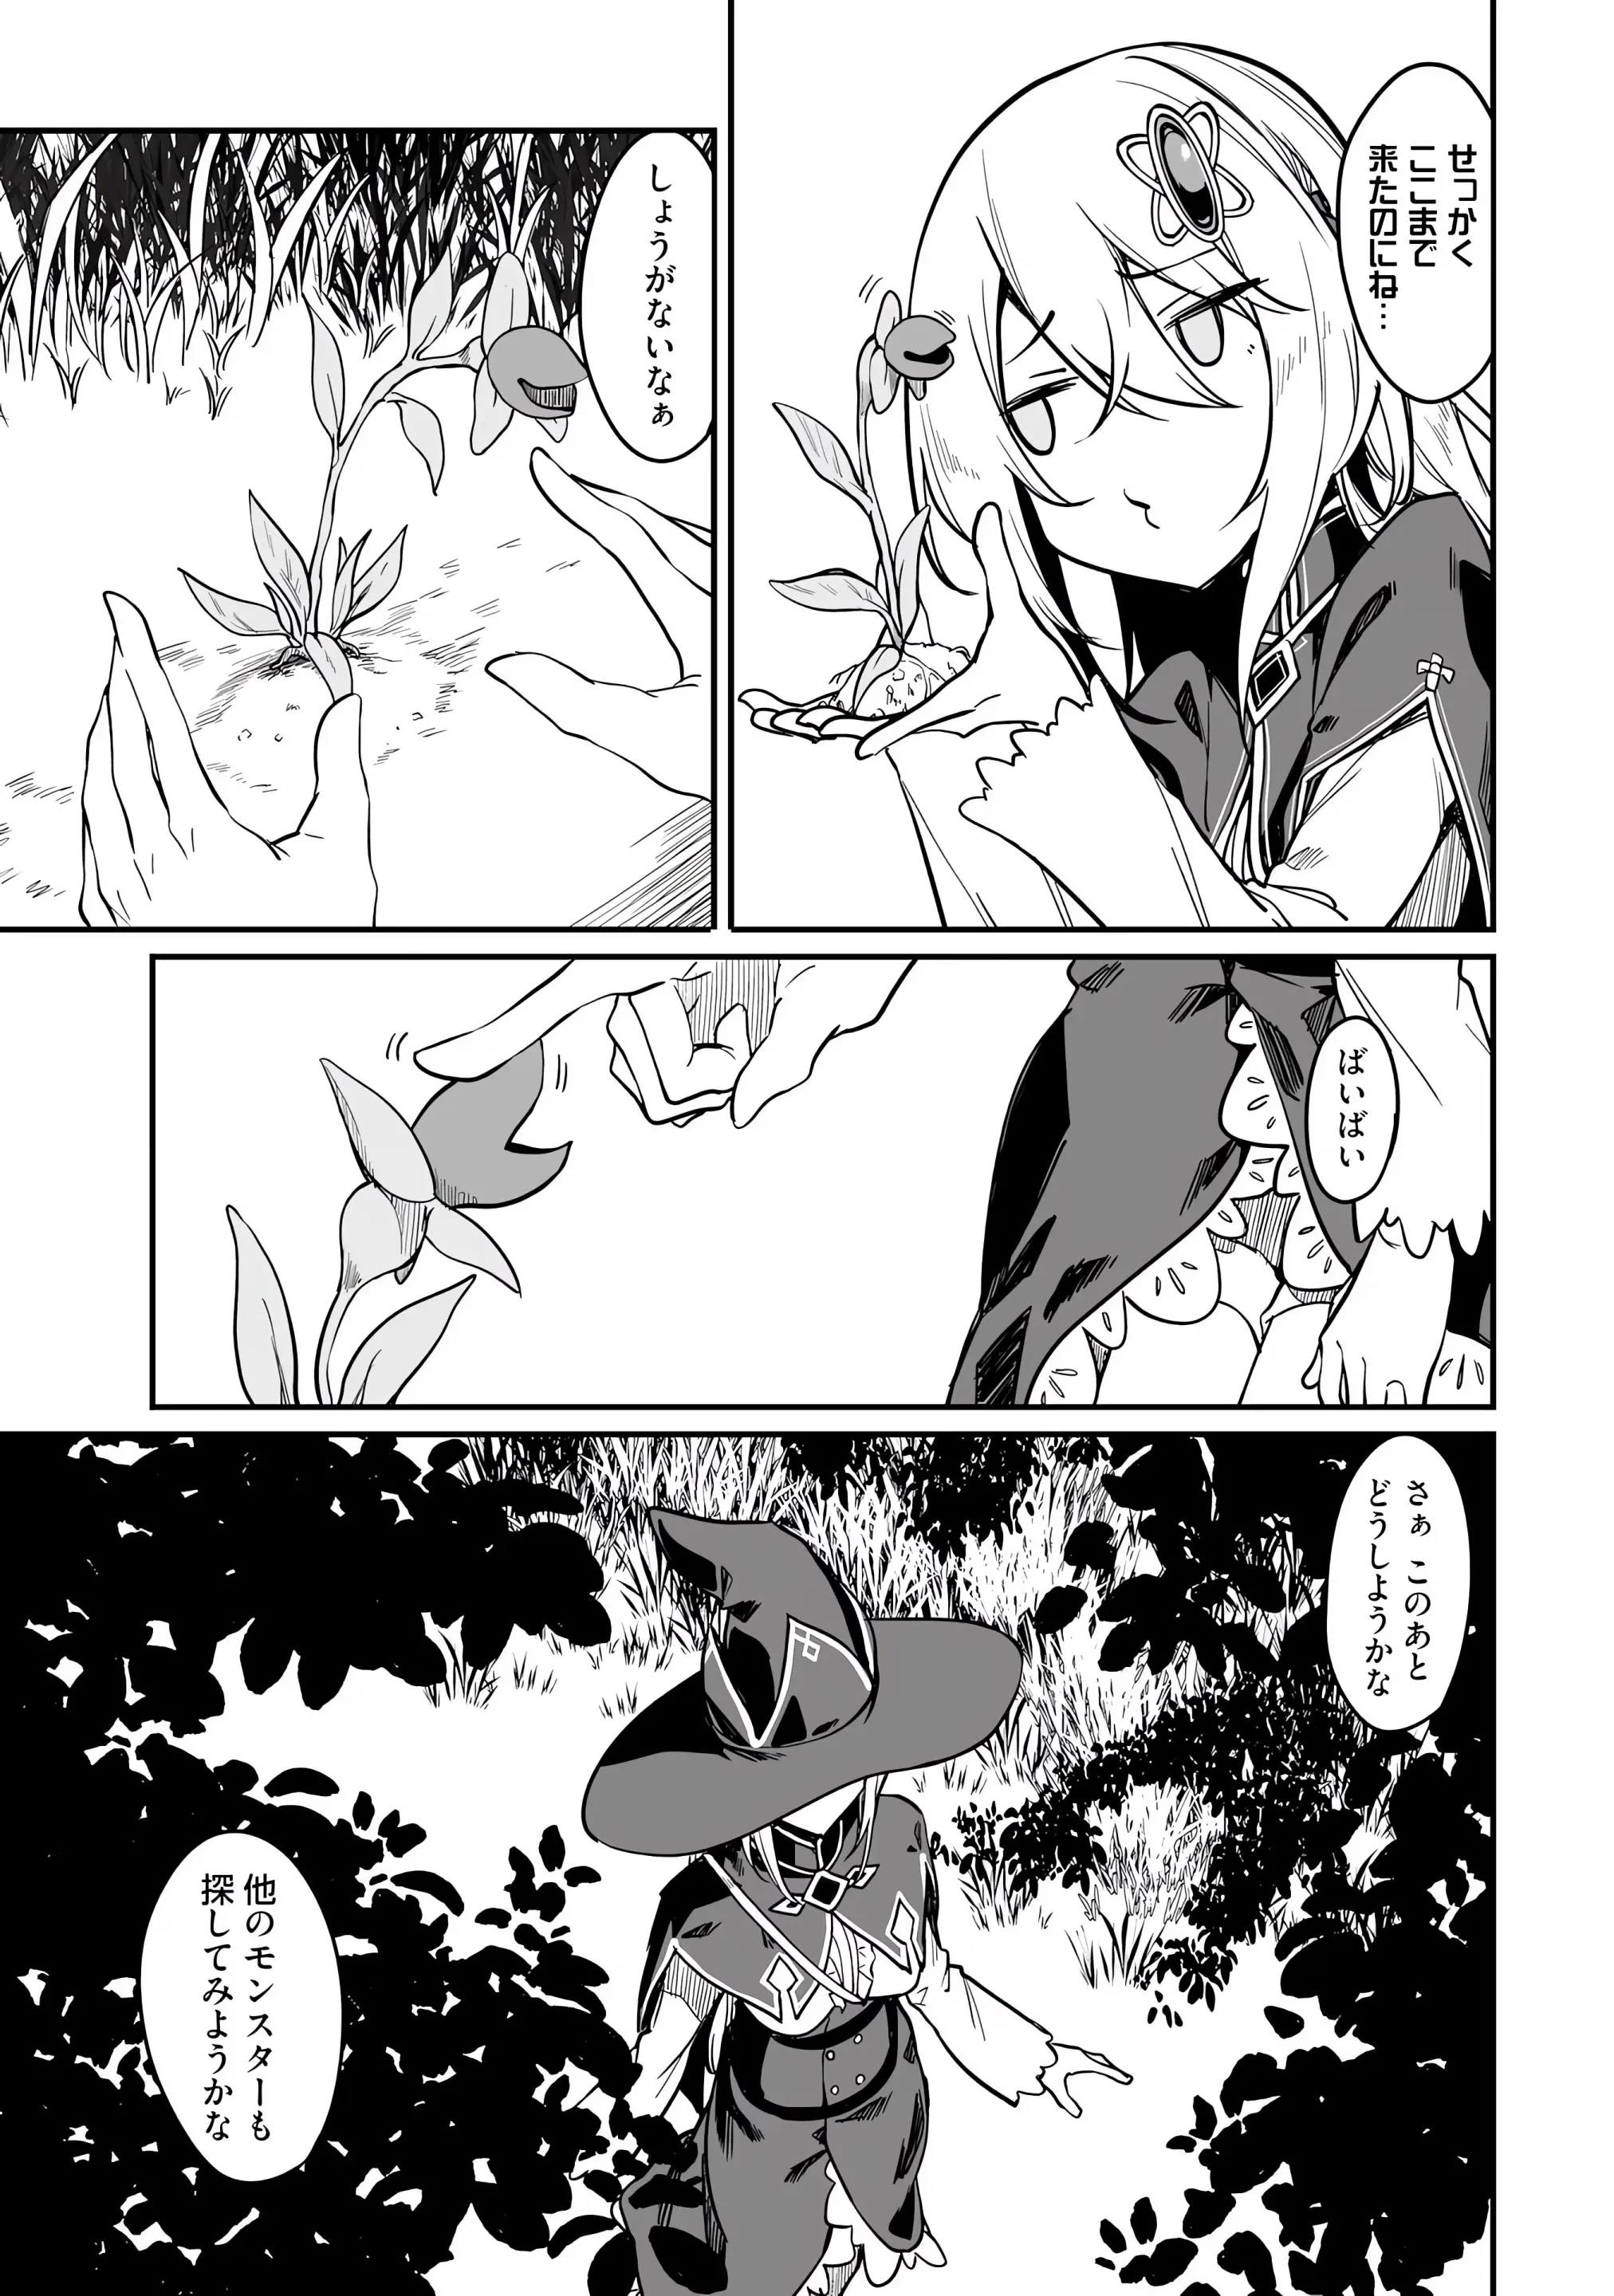 せっかく
ここまで
来たのにね…
しょうがないなぁ
ばいばい
さぁ このあと
どうしようかな
他のモンスターも
探してみようかな